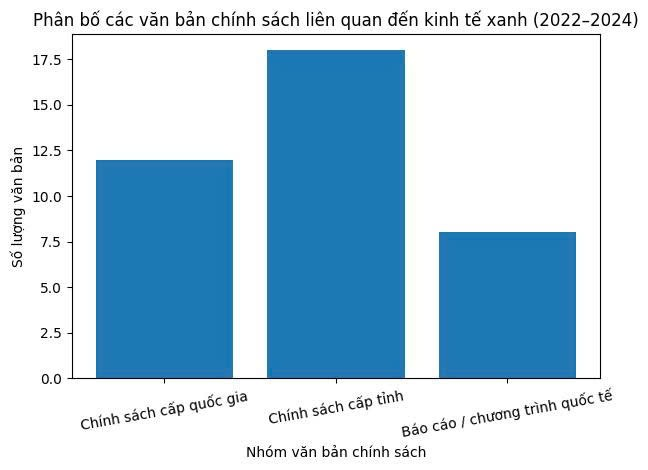 Phân bố các văn bản chính sách liên quan đến kinh tế xanh (2022–2024)
Số lượng văn bản
17.5
15.0
12.5
10.0
7.5
5.0
2.5
0.0
Chính sách cấp quốc gia
Chính sách cấp tỉnh
Báo cáo / chương trình quốc tế
Nhóm văn bản chính sách